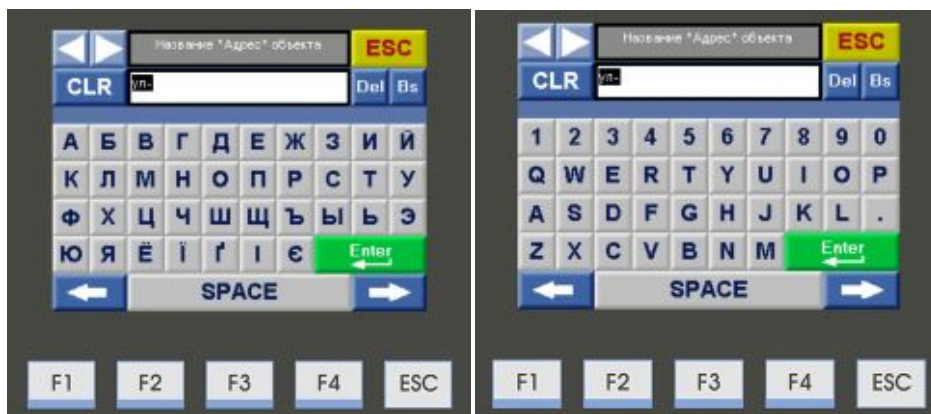 Название "Адрес" объекта
ESC
CLR
ул-
Del Bs
А Б В Г Д Е Ж З И Й
К Л М Н О П Р С Т У
Ф Х Ц Ч Ш Щ Ъ Ы Ь Э
Ю Я Ё Ї Ґ І Є Enter
SPACE
F1 F2 F3 F4 ESC
Название "Адрес" объекта
ESC
CLR
ул-
Del Bs
1 2 3 4 5 6 7 8 9 0
Q W E R T Y U I O P
A S D F G H J K L .
Z X C V B N M Enter
SPACE
F1 F2 F3 F4 ESC